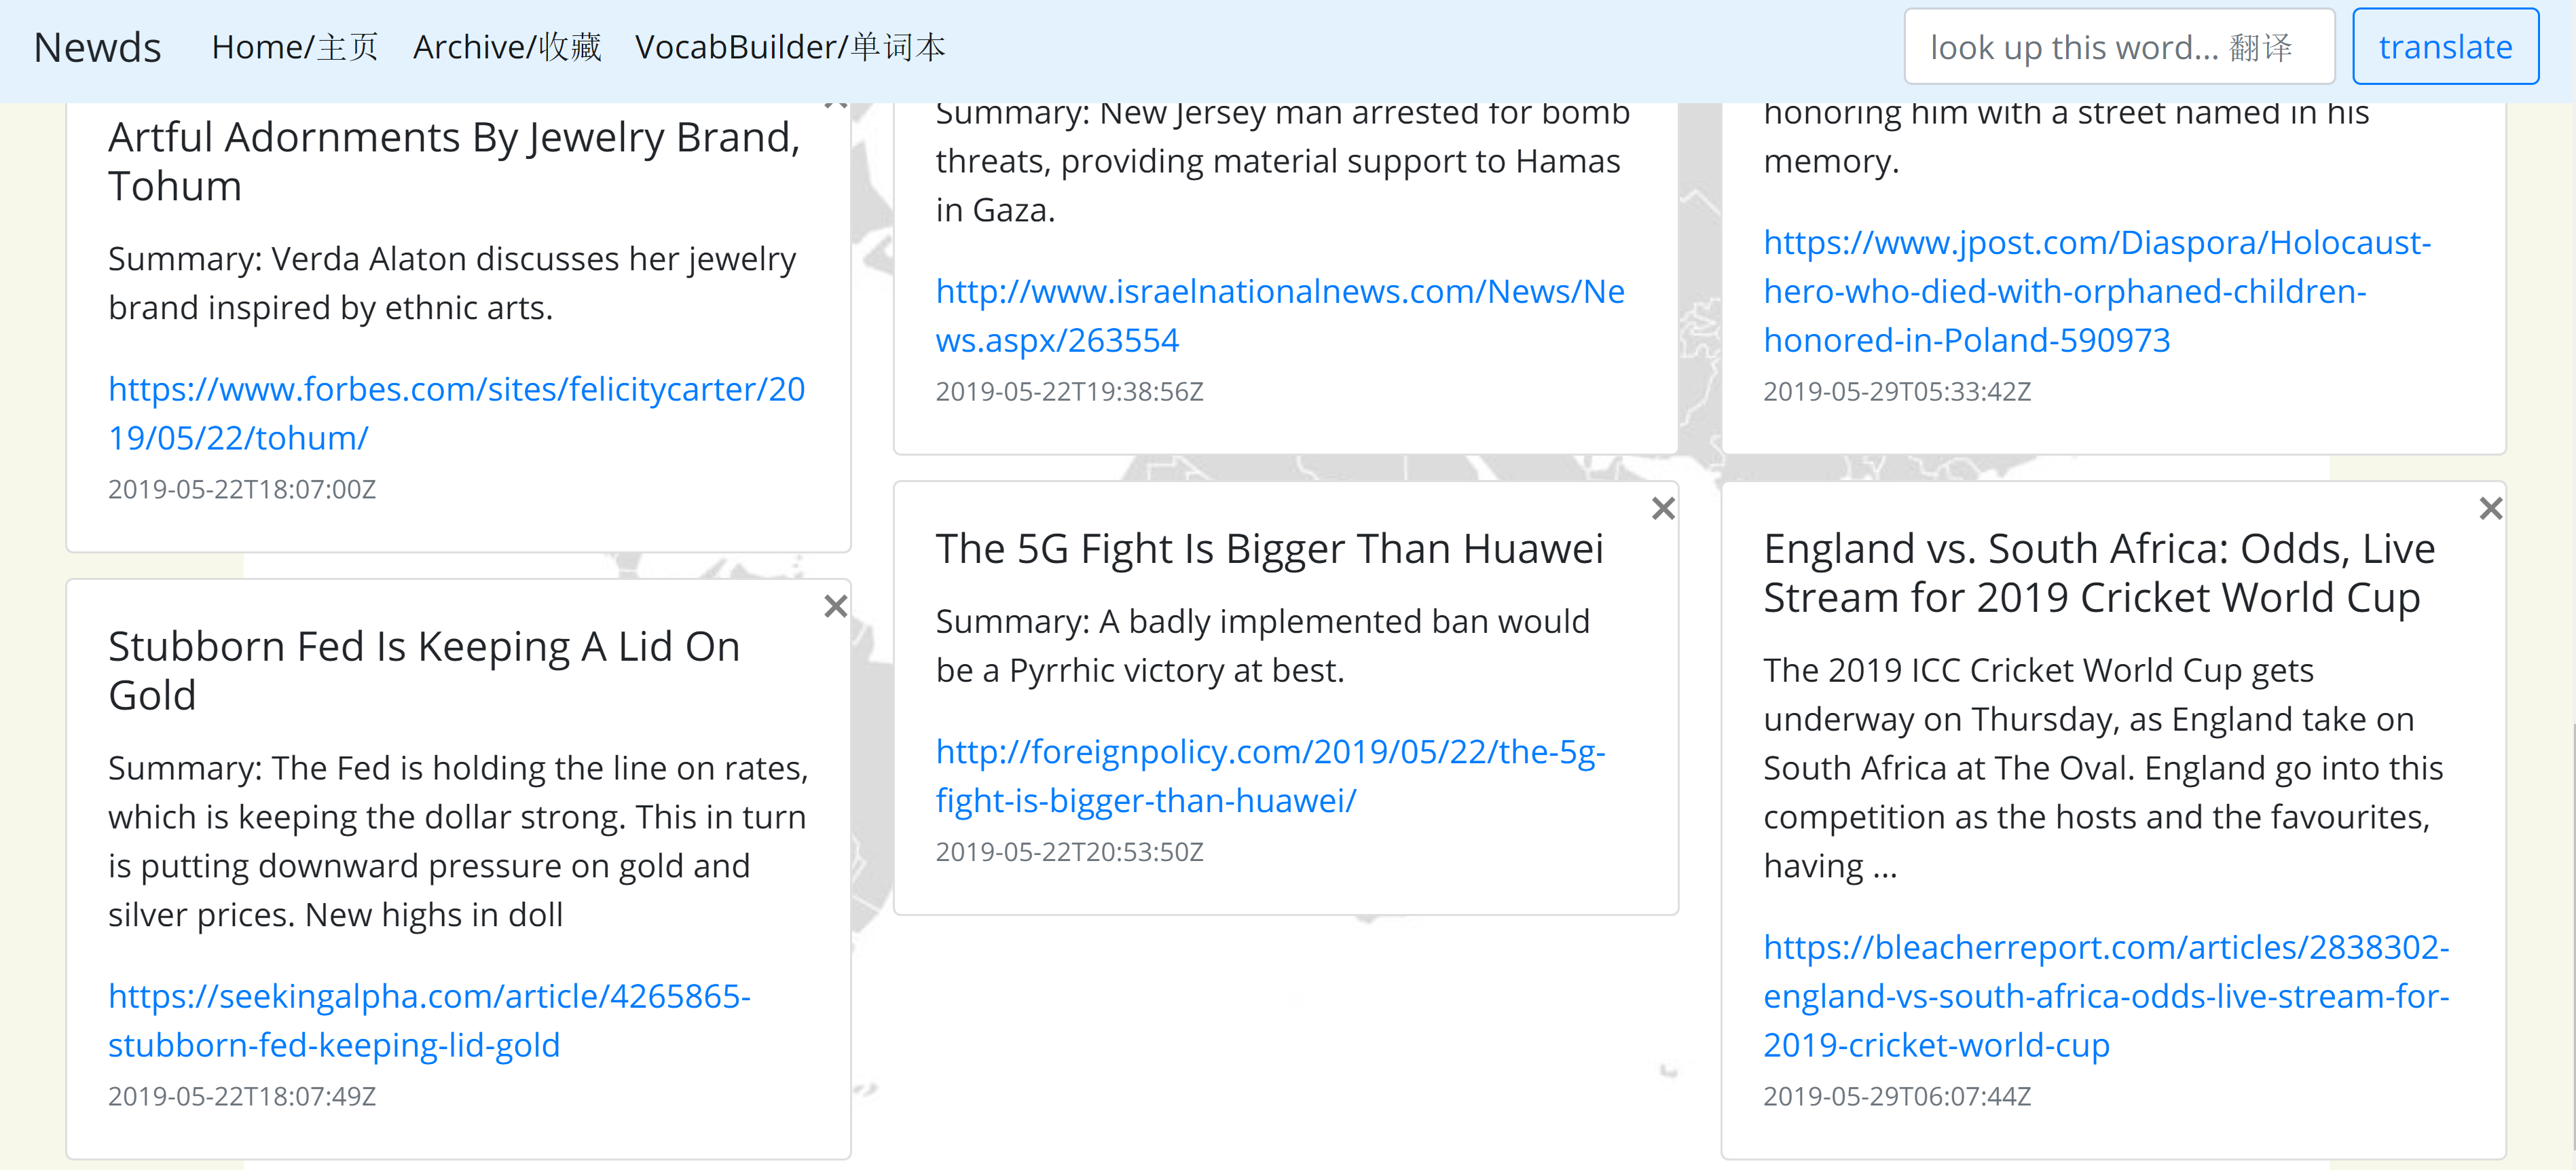 Newds Home/主页 Archive/收藏 VocabBuilder/单词本 look up this word... 翻译 translate
Artful Adornments By Jewelry Brand,
Tohum
Summary: Verda Alaton discusses her jewelry
brand inspired by ethnic arts.
https://www.forbes.com/sites/felicitycarter/20
19/05/22/tohum/
2019-05-22T18:07:00Z
Stubborn Fed Is Keeping A Lid On
Gold
Summary: The Fed is holding the line on rates,
which is keeping the dollar strong. This in turn
is putting downward pressure on gold and
silver prices. New highs in doll
https://seekingalpha.com/article/4265865-
stubborn-fed-keeping-lid-gold
2019-05-22T18:07:49Z
Summary: New Jersey man arrested for bomb
threats, providing material support to Hamas
in Gaza.
http://www.israelnationalnews.com/News/Ne
ws.aspx/263554
2019-05-22T19:38:56Z
The 5G Fight Is Bigger Than Huawei
Summary: A badly implemented ban would
be a Pyrrhic victory at best.
http://foreignpolicy.com/2019/05/22/the-5g-
fight-is-bigger-than-huawei/
2019-05-22T20:53:50Z
honoring him with a street named in his
memory.
https://www.jpost.com/Diaspora/Holocaust-
hero-who-died-with-orphaned-children-
honored-in-Poland-590973
2019-05-29T05:33:42Z
England vs. South Africa: Odds, Live
Stream for 2019 Cricket World Cup
The 2019 ICC Cricket World Cup gets
underway on Thursday, as England take on
South Africa at The Oval. England go into this
competition as the hosts and the favourites,
having ...
https://bleacherreport.com/articles/2838302-
england-vs-south-africa-odds-live-stream-for-
2019-cricket-world-cup
2019-05-29T06:07:44Z